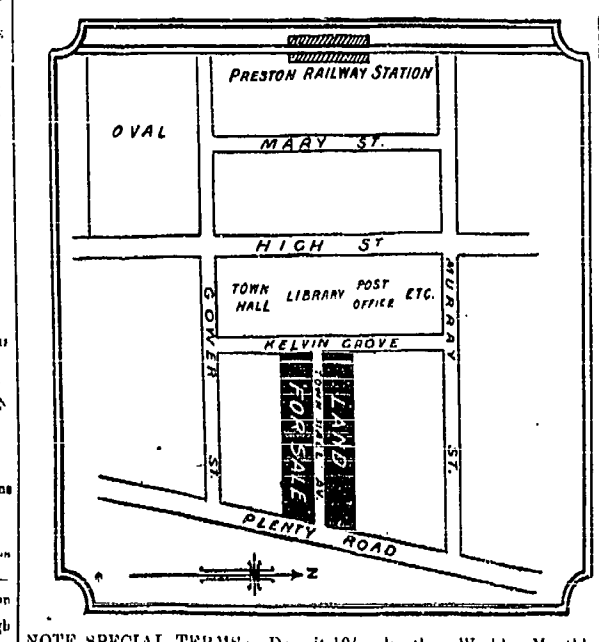 PRESTON RAILWAY STATION
OVAL
MARY ST.
HIGH ST
TOWN HALL
LIBRARY
POST OFFICE
ETC.
GOWER ST.
MURRAY ST.
KELVIN GROVE
FOR SALE
TOWN HALL AV.
LAND
PLENTY ROAD
N
NOTE SPECIAL TERMS: